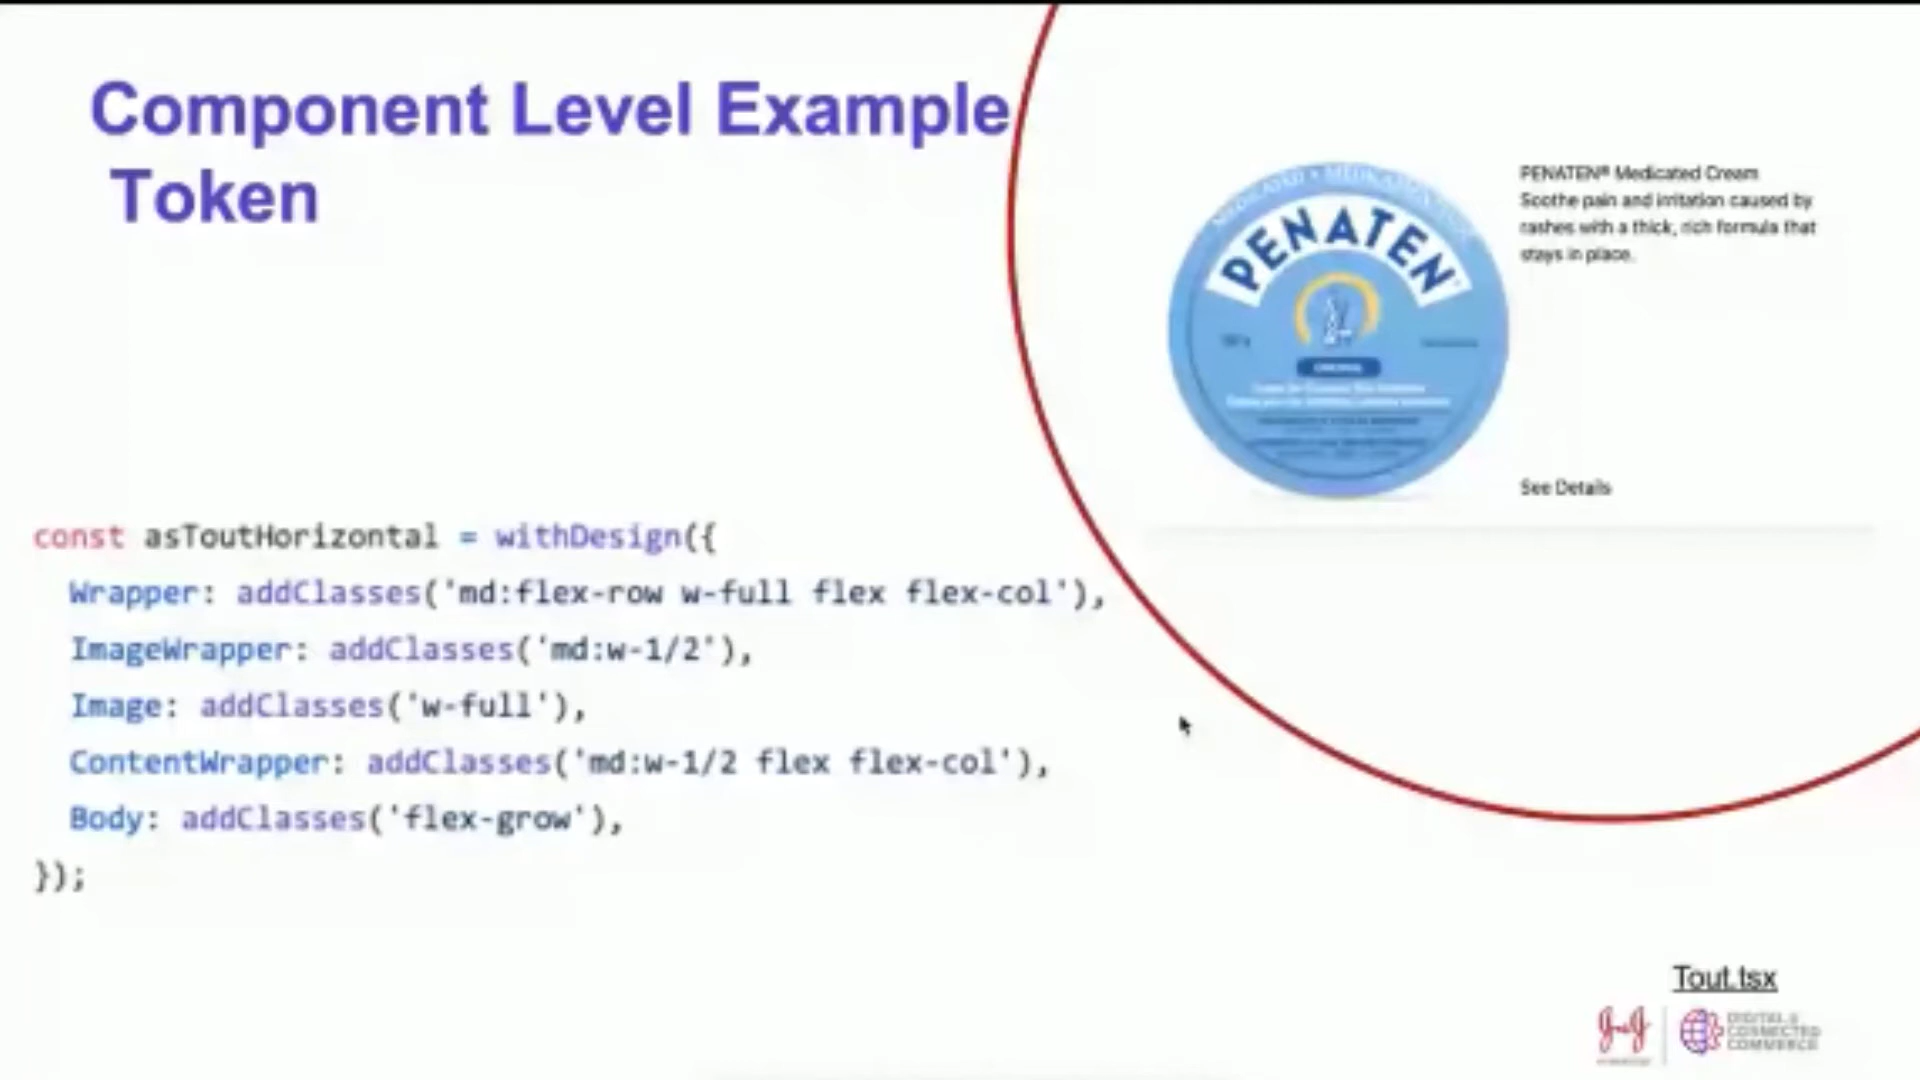 Component Level Example
Token
const asToutHorizontal = withDesign({
Wrapper: addClasses('md:flex-row w-full flex flex-col'),
ImageWrapper: addClasses('md:w-1/2'),
Image: addClasses('w-full'),
ContentWrapper: addClasses('md:w-1/2 flex flex-col'),
Body: addClasses('flex-grow'),
});
PENATEN
PENATEN® Medicated Cream
Soothe pain and irritation caused by
rashes with a thick, rich formula that
stays in place.
See Details
Tout.tsx
J&J
DIGITAL &
CONNECTED
COMMERCE